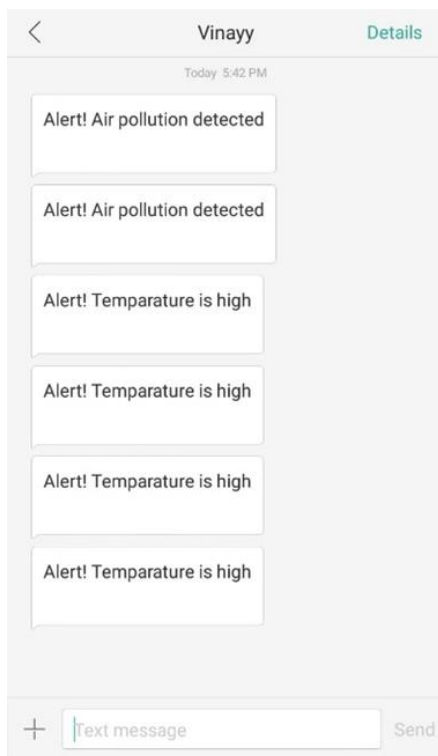 Vinayy
Details
Today 5:42 PM
Alert! Air pollution detected
Alert! Air pollution detected
Alert! Temparature is high
Alert! Temparature is high
Alert! Temparature is high
Alert! Temparature is high
Text message
Send